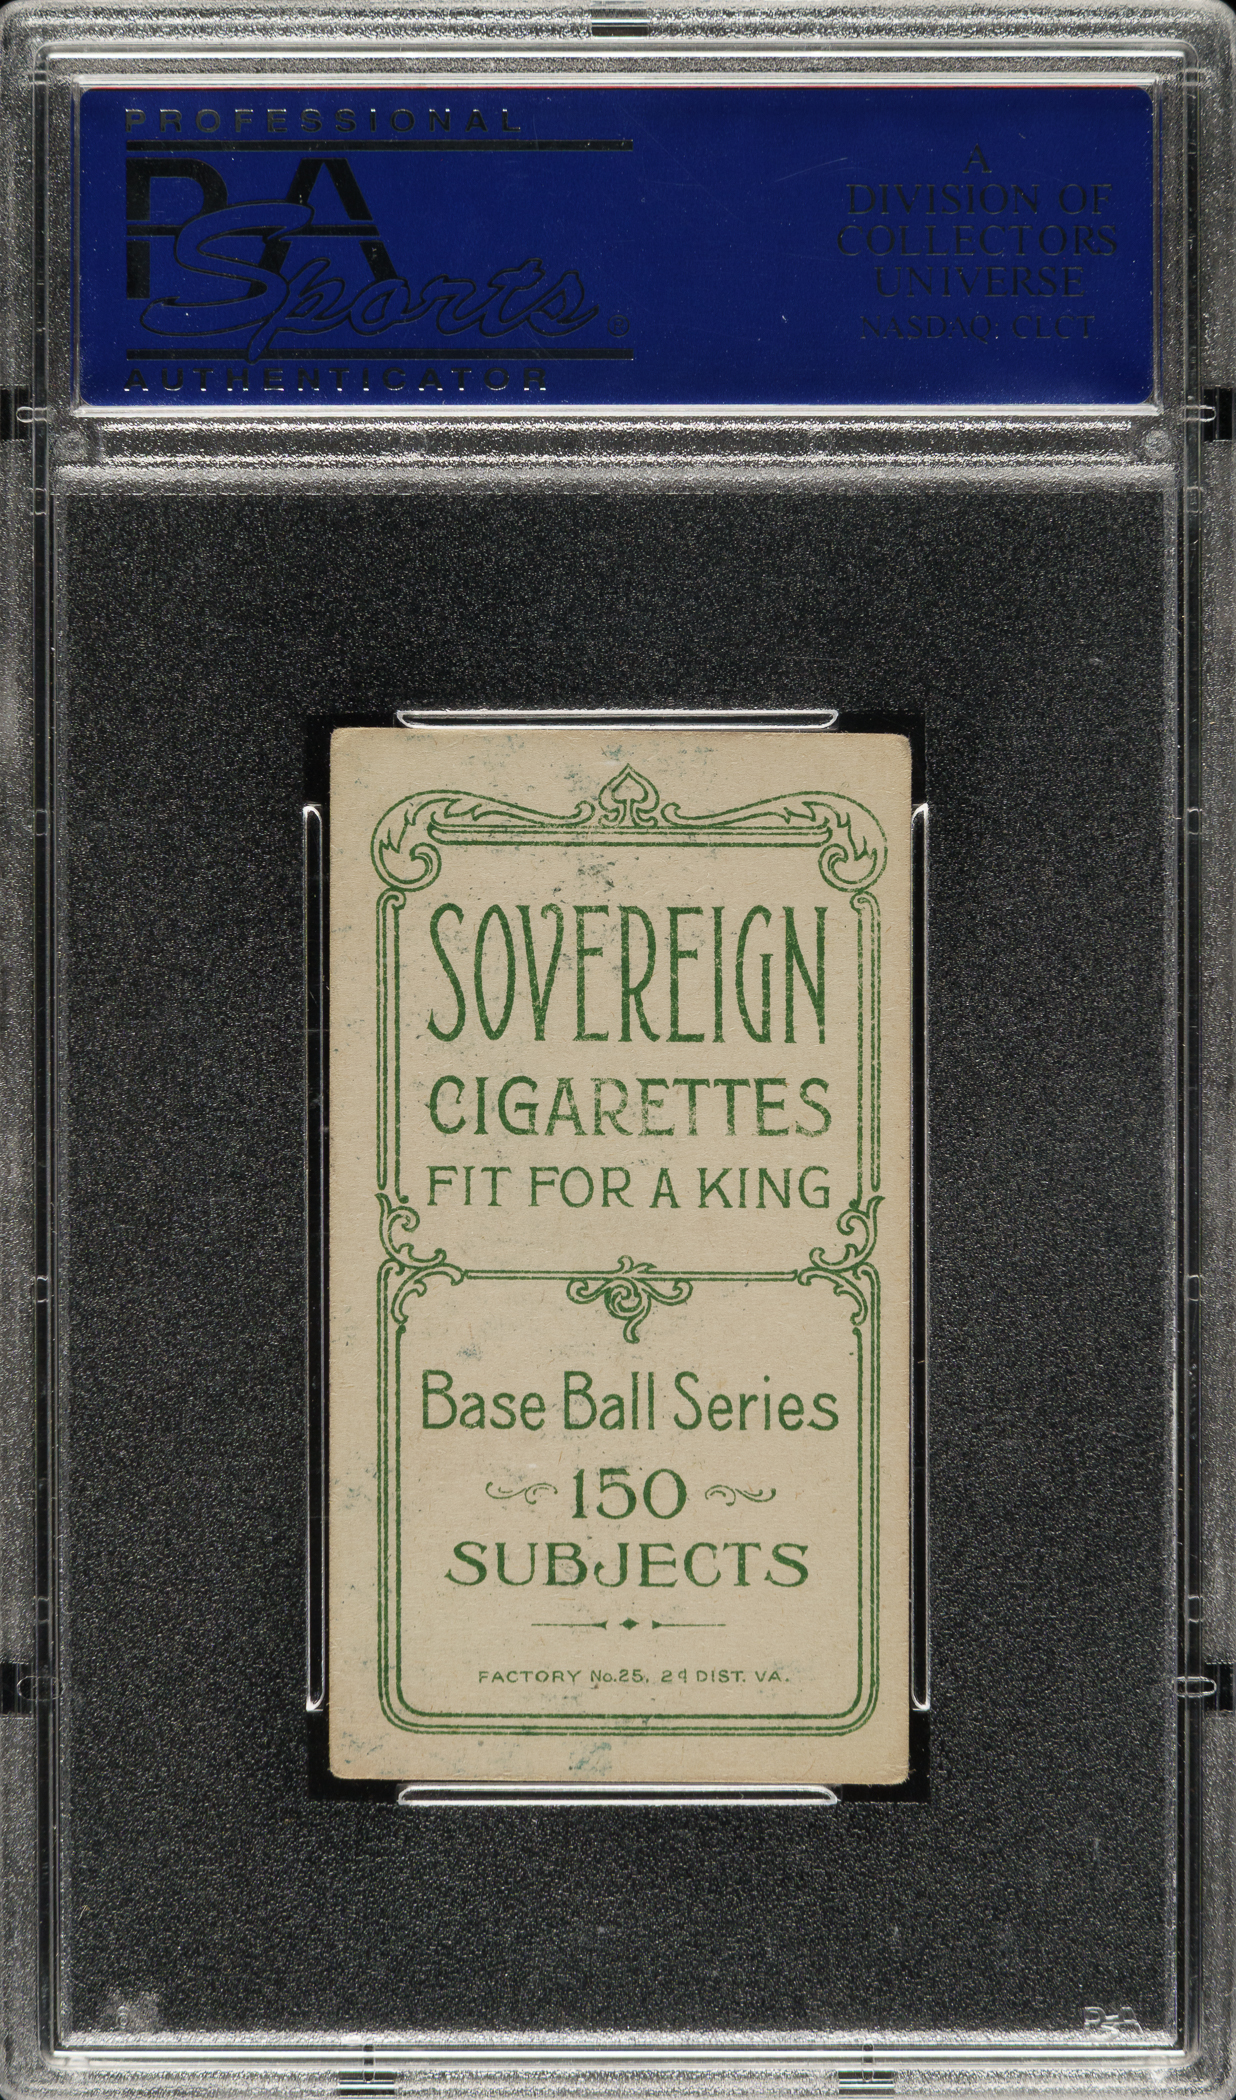 PROFESSIONAL
PSA
Sports ®
AUTHENTICATOR
A
DIVISION OF
COLLECTORS
UNIVERSE
NASDAQ: CLCT
SOVEREIGN
CIGARETTES
FIT FOR A KING
Base Ball Series
150
SUBJECTS
FACTORY No.25, 2d DIST. VA.
PSA